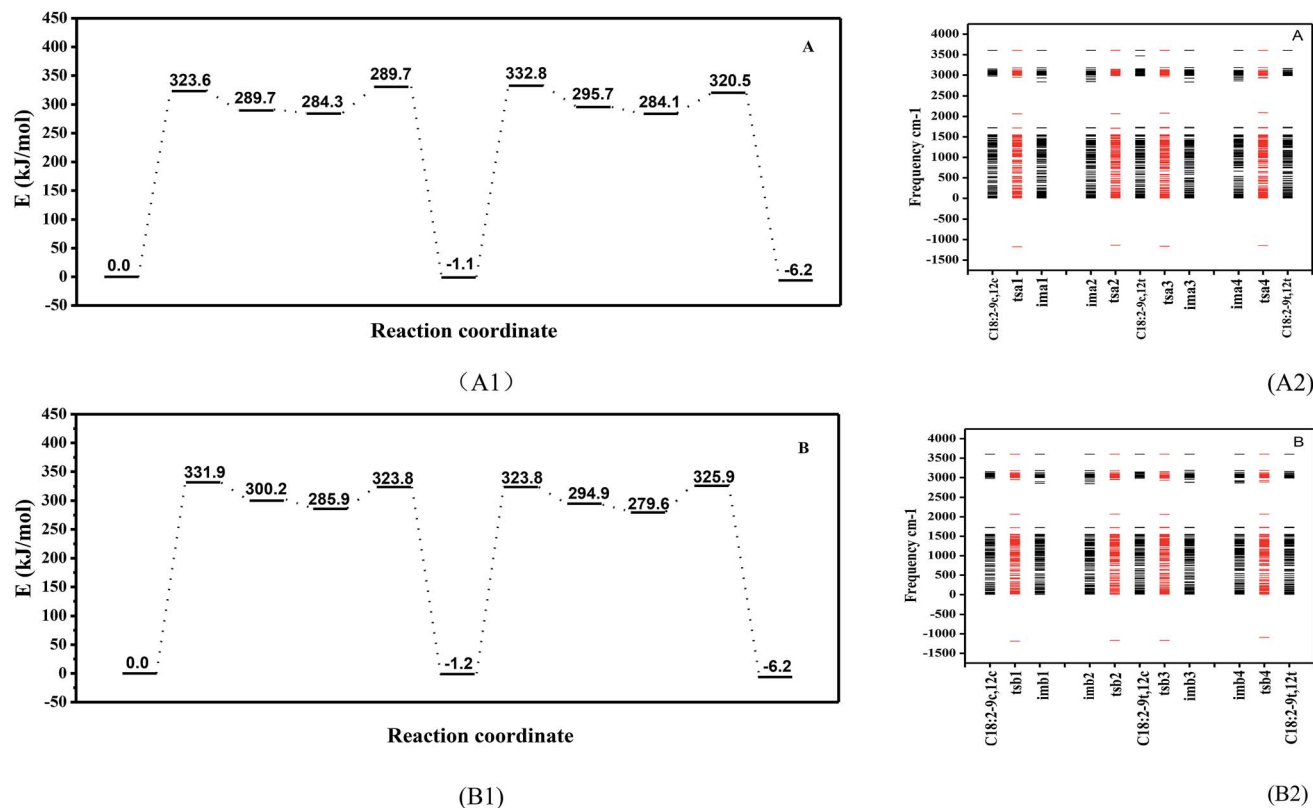 A
E (kJ/mol)
450
400
350
300
250
200
150
100
50
0
-50
0.0
323.6
289.7
284.3
289.7
-1.1
332.8
295.7
284.1
320.5
-6.2
Reaction coordinate
（A1）
A
Frequency cm-1
4000
3500
3000
2500
2000
1500
1000
500
0
-500
-1000
-1500
C18:2-9c,12c
tsa1
ima1
ima2
tsa2
C18:2-9c,12t
tsa3
ima3
ima4
tsa4
C18:2-9t,12t
(A2)
B
E (kJ/mol)
450
400
350
300
250
200
150
100
50
0
-50
0.0
331.9
300.2
285.9
323.8
-1.2
323.8
294.9
279.6
325.9
-6.2
Reaction coordinate
(B1)
B
Frequency cm-1
4000
3500
3000
2500
2000
1500
1000
500
0
-500
-1000
-1500
C18:2-9c,12c
tsb1
imb1
imb2
tsb2
C18:2-9t,12c
tsb3
imb3
imb4
tsb4
C18:2-9t,12t
(B2)